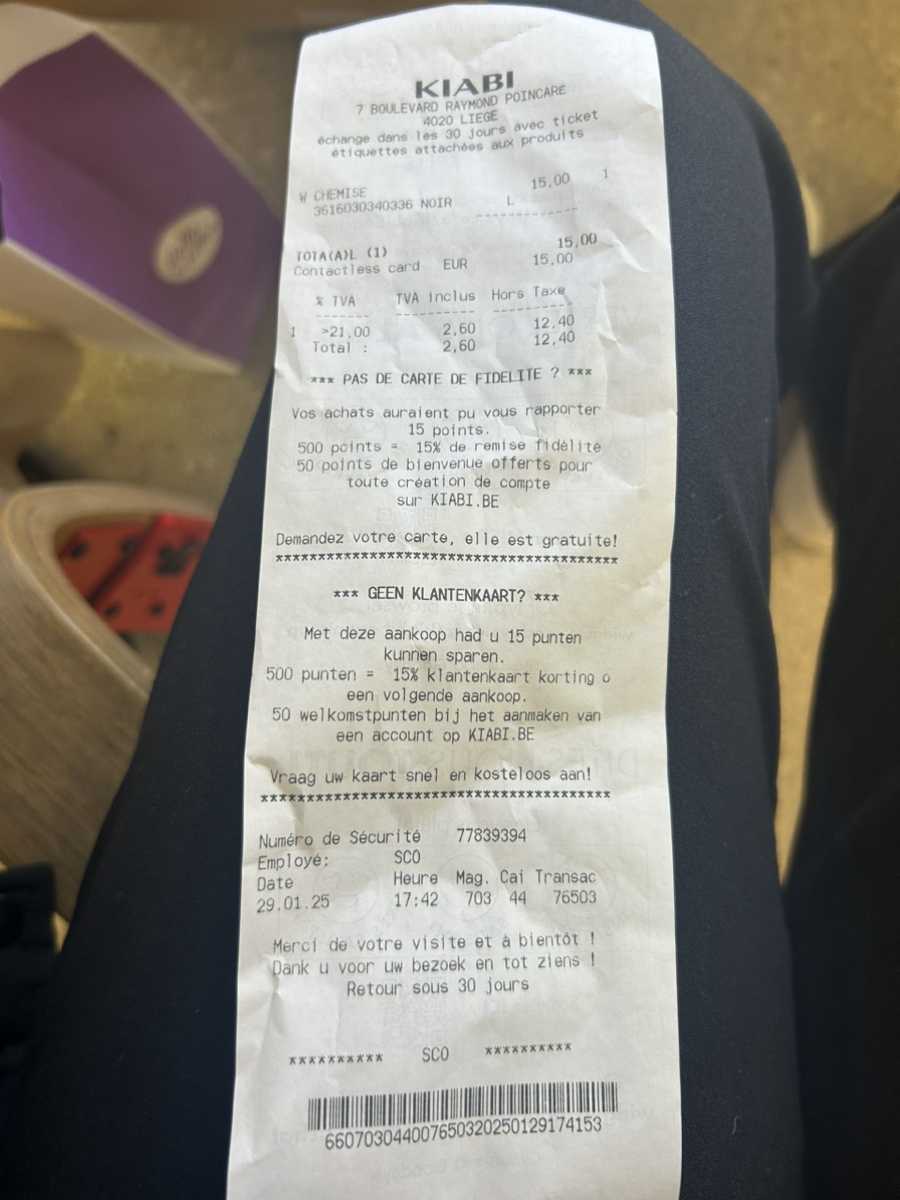 KIABI
7 BOULEVARD RAYMOND POINCARE
4020 LIEGE
échange dans les 30 jours avec ticket
étiquettes attachées aux produits
W CHEMISE 15,00 1
3616030340336 NOIR L
------------
TOTA(A)L (1) 15,00
Contactless card EUR 15,00
% TVA TVA inclus Hors Taxe
------- ---------- ----------
1 >21,00 2,60 12,40
Total : 2,60 12,40
*** PAS DE CARTE DE FIDELITE ? ***
Vos achats auraient pu vous rapporter
15 points.
500 points = 15% de remise fidélité
50 points de bienvenue offerts pour
toute création de compte
sur KIABI.BE
Demandez votre carte, elle est gratuite!
****************************************
*** GEEN KLANTENKAART? ***
Met deze aankoop had u 15 punten
kunnen sparen.
500 punten = 15% klantenkaart korting o
een volgende aankoop.
50 welkomstpunten bij het aanmaken van
een account op KIABI.BE
Vraag uw kaart snel en kosteloos aan!
****************************************
Numéro de Sécurité 77839394
Employé: SCO
Date Heure Mag. Cai Transac
29.01.25 17:42 703 44 76503
Merci de votre visite et à bientôt !
Dank u voor uw bezoek en tot ziens !
Retour sous 30 jours
********** SCO **********
660703044007650320250129174153